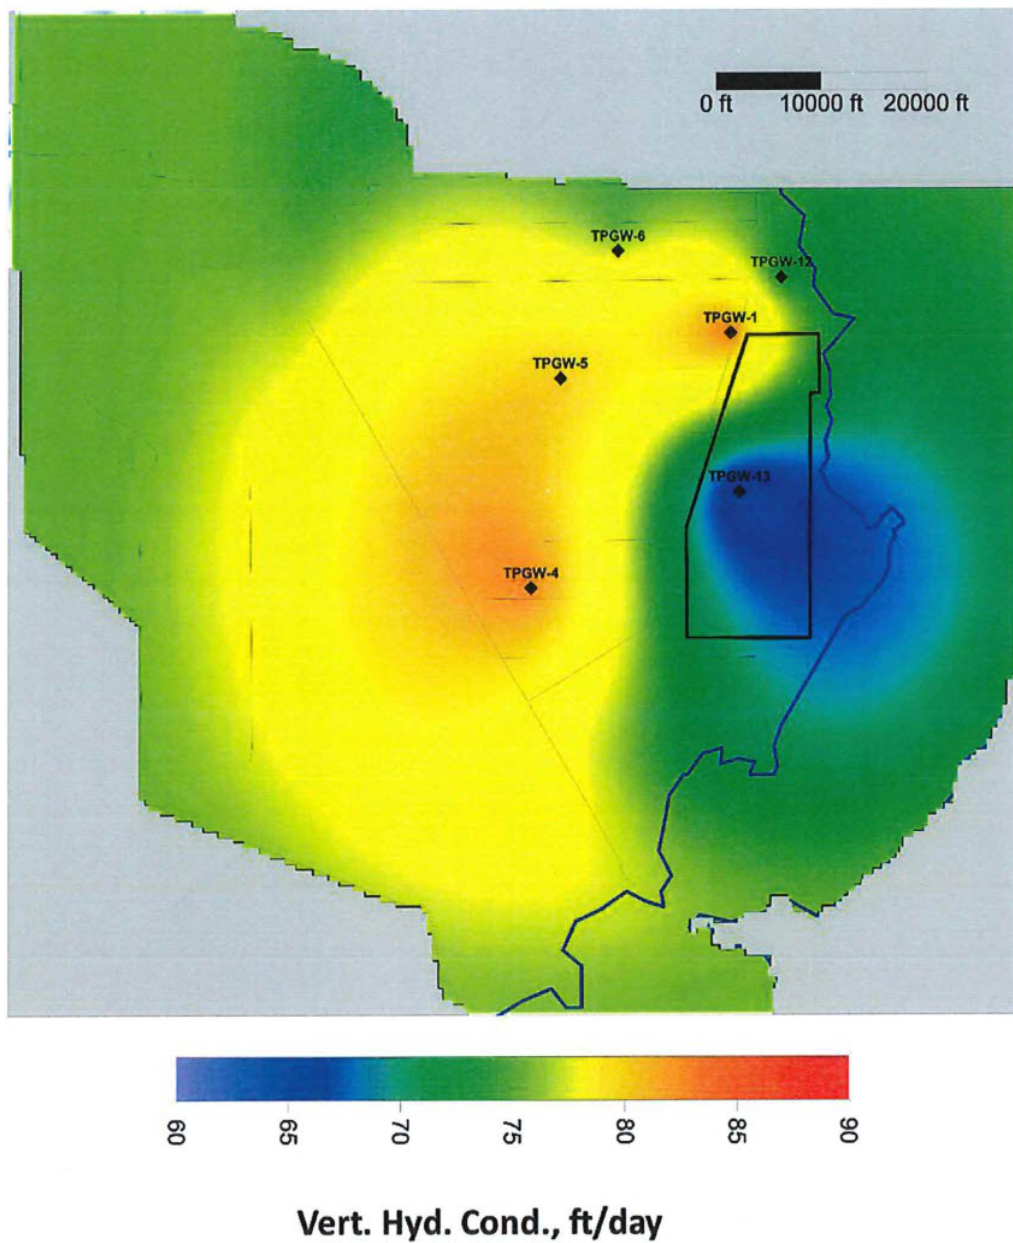 0 ft 10000 ft 20000 ft
TPGW-6
TPGW-12
TPGW-1
TPGW-5
TPGW-13
TPGW-4
60 65 70 75 80 85 90
Vert. Hyd. Cond., ft/day